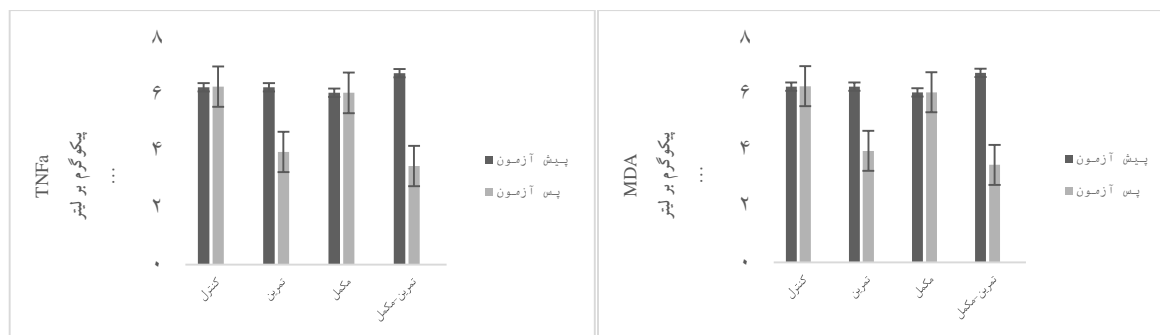 ۸
۶
۴
۲
۰
TNFa
پیکوگرم بر لیتر
...
پیش آزمون
پس آزمون
کنترل
تمرین
مکمل
تمرین-مکمل
۸
۶
۴
۲
۰
MDA
پیکوگرم بر لیتر
...
پیش آزمون
پس آزمون
کنترل
تمرین
مکمل
تمرین-مکمل